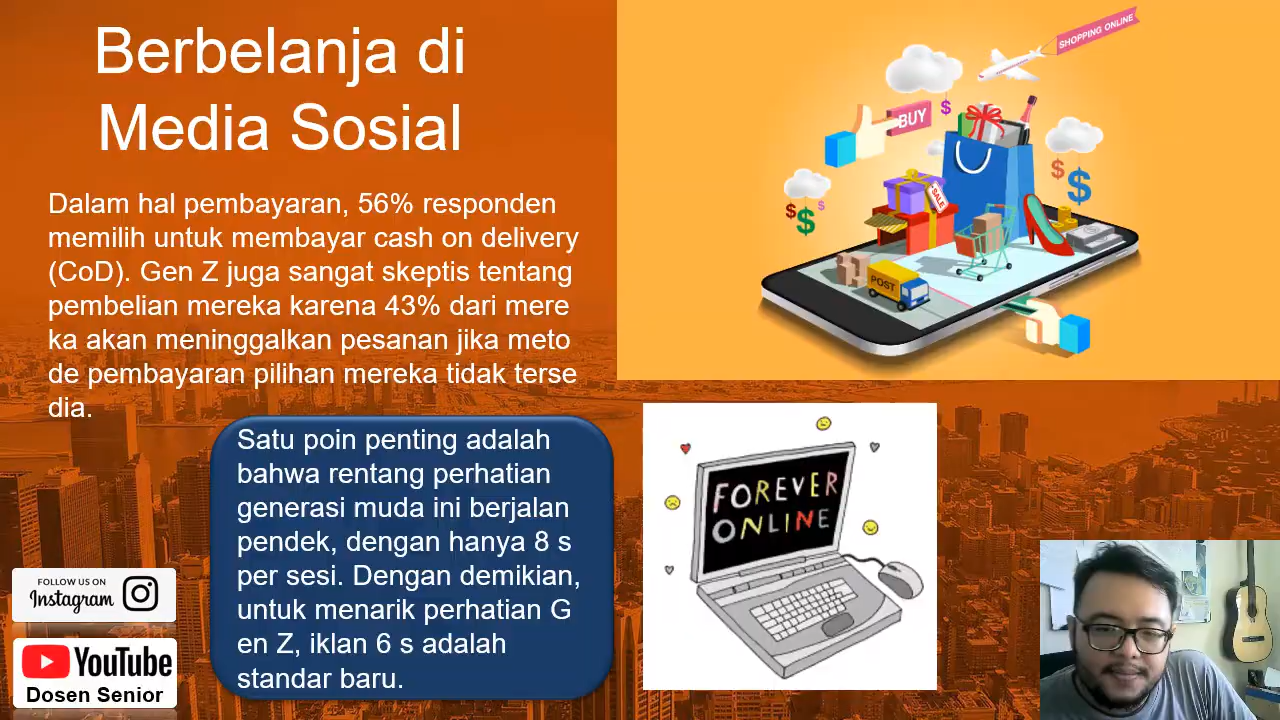 Berbelanja di
Media Sosial
Dalam hal pembayaran, 56% responden
memilih untuk membayar cash on delivery
(CoD). Gen Z juga sangat skeptis tentang
pembelian mereka karena 43% dari mere
ka akan meninggalkan pesanan jika meto
de pembayaran pilihan mereka tidak terse
dia.
Satu poin penting adalah
bahwa rentang perhatian
generasi muda ini berjalan
pendek, dengan hanya 8 s
per sesi. Dengan demikian,
untuk menarik perhatian G
en Z, iklan 6 s adalah
standar baru.
SHOPPING ONLINE
BUY
$
$
$
$
$
$
$
SALE
POST
FOREVER
ONLINE
FOLLOW US ON
Instagram
YouTube
Dosen Senior